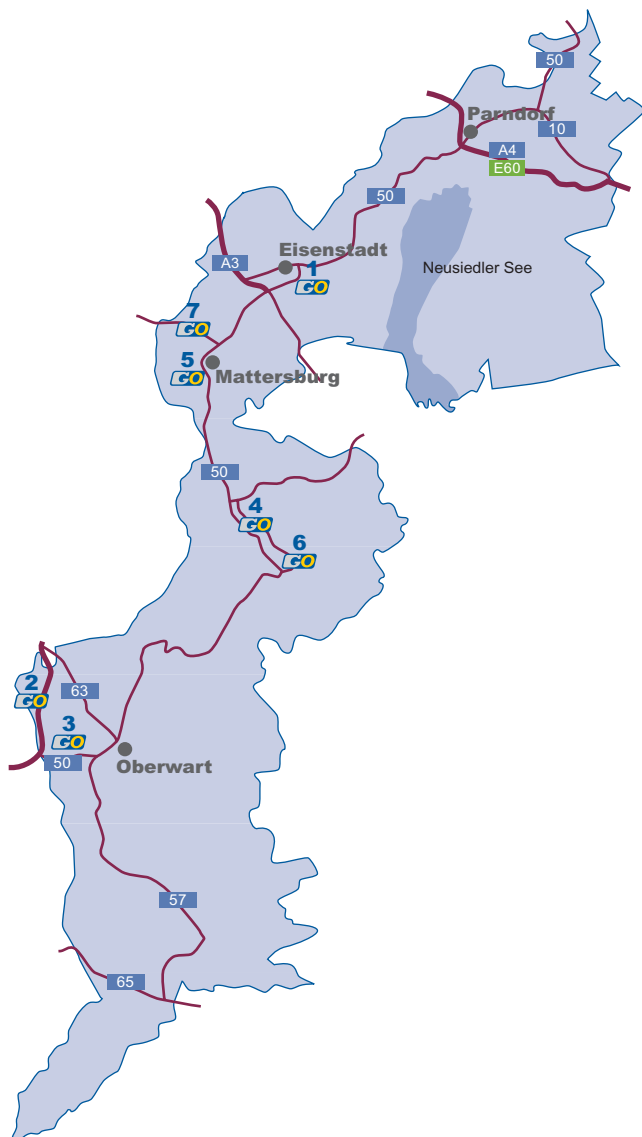 50
Parndorf
10
A4
E60
50
Eisenstadt
A3
1
GO
Neusiedler See
7
GO
5
GO
Mattersburg
50
4
GO
6
GO
2
GO
63
3
GO
50
Oberwart
57
65